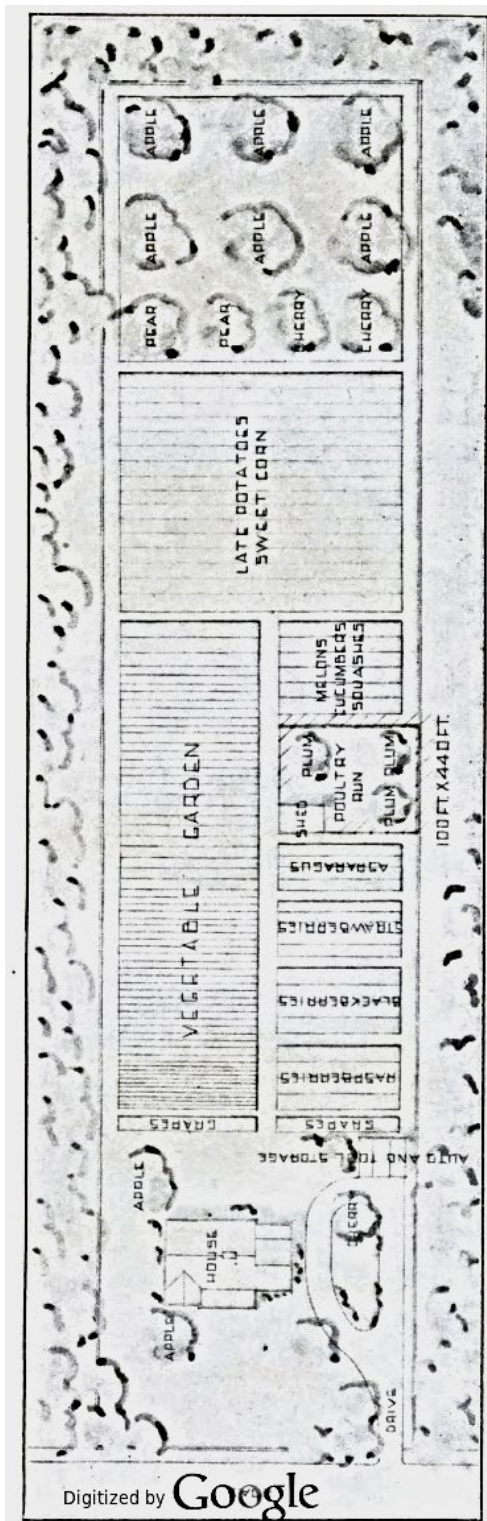 APPLE
APPLE
APPLE
APPLE
APPLE
APPLE
PEAR
PEAR
CHERRY
CHERRY
LATE POTATOES
SWEET CORN
MELONS
CUCUMBERS
SQUASHES
VEGETABLE GARDEN
PLUM
PLUM
PLUM
POULTRY
RUN
SHED
100 FT. X 440 FT.
ASPARAGUS
STRAWBERRIES
BLACKBERRIES
RASPBERRIES
GRAPES
GRAPES
AUTO AND TOOL STORAGE
APPLE
HOUSE
CHERRY
APPLE
DRIVE
Digitized by Google